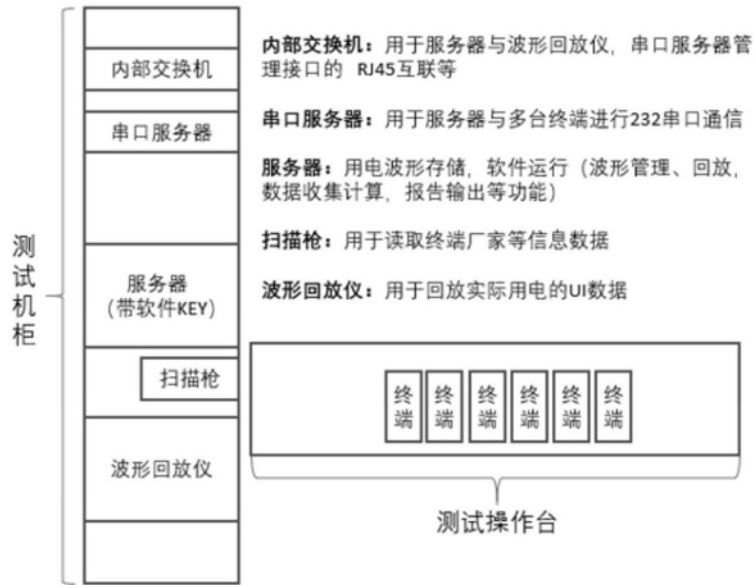 内部交换机
串口服务器
服务器
（带软件KEY）
扫描枪
波形回放仪
测试机柜
内部交换机：用于服务器与波形回放仪，串口服务器管
理接口的 RJ45互联等
串口服务器：用于服务器与多台终端进行232串口通信
服务器：用电波形存储，软件运行（波形管理、回放，
数据收集计算，报告输出等功能）
扫描枪：用于读取终端厂家等信息数据
波形回放仪：用于回放实际用电的UI数据
终端
终端
终端
终端
终端
终端
测试操作台